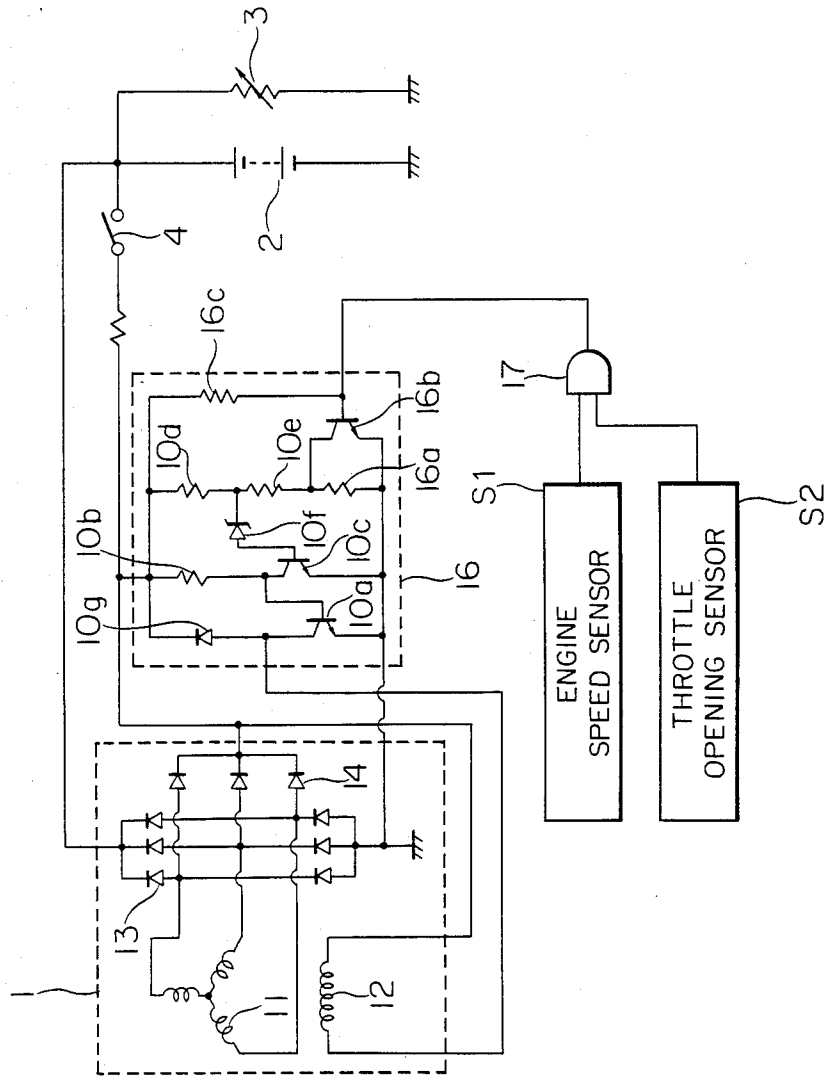 3
4
2
16c
10d
10e
16b
16a
10b
10f
10c
10g
10a
16
17
S1
ENGINE
SPEED SENSOR
S2
THROTTLE
OPENING SENSOR
1
13
14
11
12